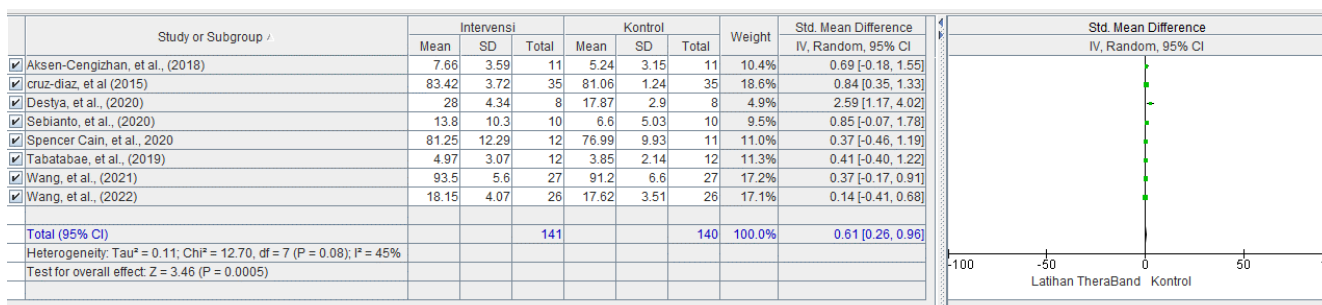 Study or Subgroup Intervensi Kontrol Weight Std. Mean Difference Std. Mean Difference
Mean SD Total Mean SD Total IV, Random, 95% CI IV, Random, 95% CI
Aksen-Cengizhan, et al., (2018) 7.66 3.59 11 5.24 3.15 11 10.4% 0.69 [-0.18, 1.55]
cruz-diaz, et al (2015) 83.42 3.72 35 81.06 1.24 35 18.6% 0.84 [0.35, 1.33]
Destya, et al., (2020) 28 4.34 8 17.87 2.9 8 4.9% 2.59 [1.17, 4.02]
Sebianto, et al., (2020) 13.8 10.3 10 6.6 5.03 10 9.5% 0.85 [-0.07, 1.78]
Spencer Cain, et al., 2020 81.25 12.29 12 76.99 9.93 11 11.0% 0.37 [-0.46, 1.19]
Tabatabae, et al., (2019) 4.97 3.07 12 3.85 2.14 12 11.3% 0.41 [-0.40, 1.22]
Wang, et al., (2021) 93.5 5.6 27 91.2 6.6 27 17.2% 0.37 [-0.17, 0.91]
Wang, et al., (2022) 18.15 4.07 26 17.62 3.51 26 17.1% 0.14 [-0.41, 0.68]
Total (95% CI) 141 140 100.0% 0.61 [0.26, 0.96]
Heterogeneity: Tau² = 0.11; Chi² = 12.70, df = 7 (P = 0.08); I² = 45%
Test for overall effect: Z = 3.46 (P = 0.0005)
-100 -50 0 50
Latihan TheraBand Kontrol